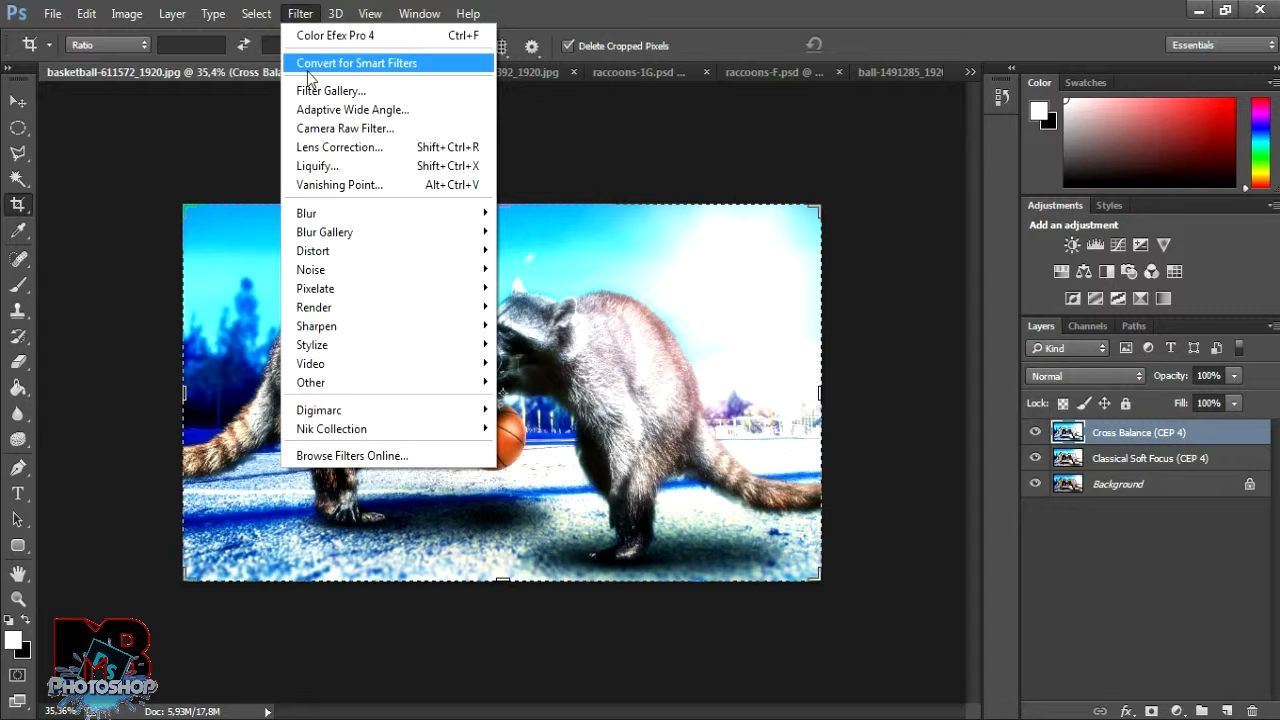 Ps File Edit Image Layer Type Select Filter 3D View Window Help
Ratio
Delete Cropped Pixels
Essentials
basketball-611572_1920.jpg @ 35,4% (Cross Bala
392_1920.jpg
raccoons-1G.psd @ ...
raccoons-F.psd @ ...
ball-1491285_192
Color Efex Pro 4 Ctrl+F
Convert for Smart Filters
Filter Gallery...
Adaptive Wide Angle...
Camera Raw Filter...
Lens Correction... Shift+Ctrl+R
Liquify... Shift+Ctrl+X
Vanishing Point... Alt+Ctrl+V
Blur
Blur Gallery
Distort
Noise
Pixelate
Render
Sharpen
Stylize
Video
Other
Digimarc
Nik Collection
Browse Filters Online...
Color Swatches
Adjustments Styles
Add an adjustment
Layers Channels Paths
Kind
Normal Opacity: 100%
Lock: Fill: 100%
Cross Balance (CEP 4)
Classical Soft Focus (CEP 4)
Background
PHOTOSHOP
35,36% Doc: 5,93M/17,8M